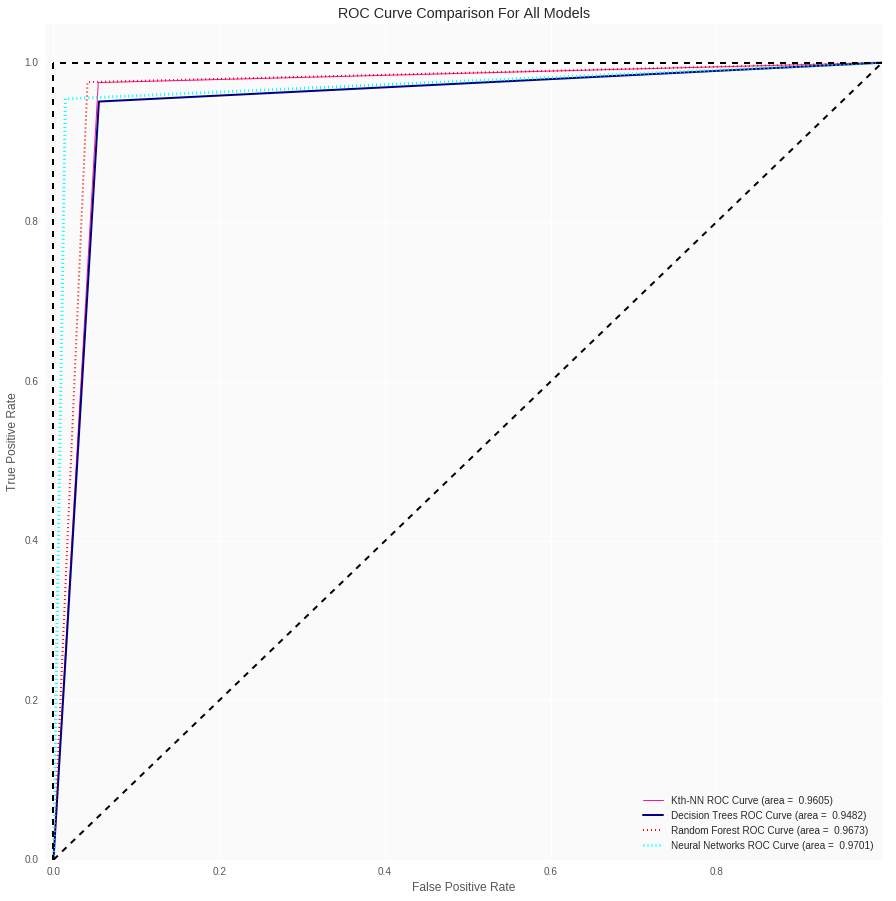 ROC Curve Comparison For All Models
1.0
0.8
0.6
0.4
0.2
0.0
True Positive Rate
0.0 0.2 0.4 0.6 0.8
False Positive Rate
Kth-NN ROC Curve (area = 0.9605)
Decision Trees ROC Curve (area = 0.9482)
Random Forest ROC Curve (area = 0.9673)
Neural Networks ROC Curve (area = 0.9701)